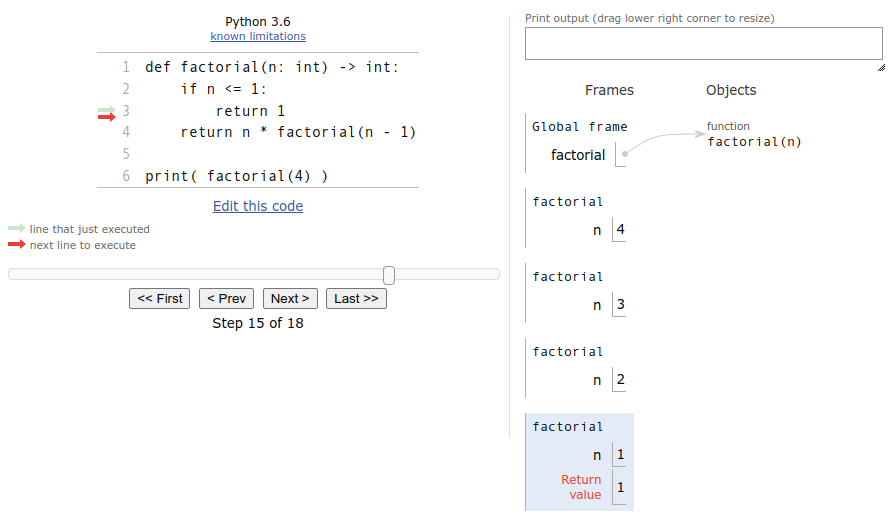 Python 3.6
known limitations
1 def factorial(n: int) -> int:
2 if n <= 1:
3 return 1
4 return n * factorial(n - 1)
5
6 print( factorial(4) )
Edit this code
line that just executed
next line to execute
<< First < Prev Next > Last >>
Step 15 of 18
Print output (drag lower right corner to resize)
Frames Objects
Global frame
factorial
function
factorial(n)
factorial
n 4
factorial
n 3
factorial
n 2
factorial
n 1
Return
value 1